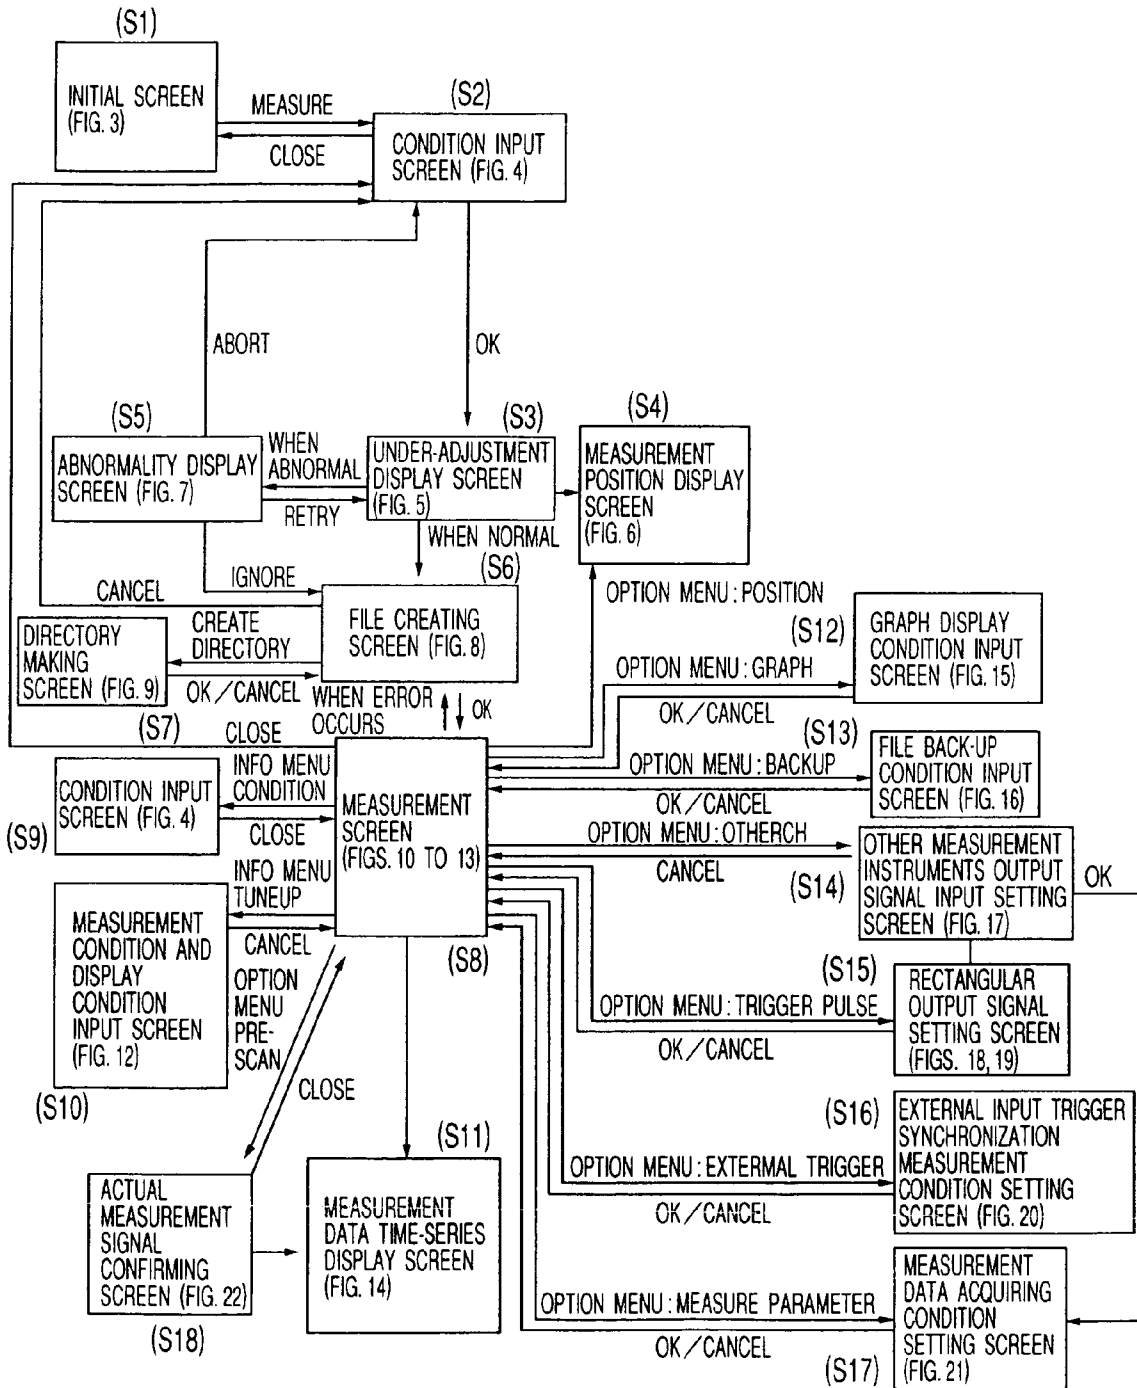 (S1)
INITIAL SCREEN
(FIG. 3)
MEASURE
CLOSE
(S2)
CONDITION INPUT
SCREEN (FIG. 4)
ABORT
OK
(S5)
ABNORMALITY DISPLAY
SCREEN (FIG. 7)
WHEN
ABNORMAL
RETRY
(S3)
UNDER-ADJUSTMENT
DISPLAY SCREEN
(FIG. 5)
(S4)
MEASUREMENT
POSITION DISPLAY
SCREEN
(FIG. 6)
WHEN NORMAL
(S6)
IGNORE
CANCEL
FILE CREATING
SCREEN (FIG. 8)
CREATE
DIRECTORY
OK/CANCEL
DIRECTORY
MAKING
SCREEN (FIG. 9)
(S7)
WHEN ERROR
OCCURS
OK
CLOSE
OPTION MENU:POSITION
(S12)
GRAPH DISPLAY
CONDITION INPUT
SCREEN (FIG. 15)
OPTION MENU:GRAPH
OK/CANCEL
(S13)
FILE BACK-UP
CONDITION INPUT
SCREEN (FIG. 16)
OPTION MENU:BACKUP
OK/CANCEL
INFO MENU
CONDITION
CLOSE
CONDITION INPUT
SCREEN (FIG. 4)
(S9)
MEASUREMENT
SCREEN
(FIGS. 10 TO 13)
(S8)
OPTION MENU:OTHERCH
CANCEL
(S14)
OTHER MEASUREMENT
INSTRUMENTS OUTPUT
SIGNAL INPUT SETTING
SCREEN (FIG. 17)
OK
INFO MENU
TUNEUP
CANCEL
MEASUREMENT
CONDITION AND
DISPLAY
CONDITION
INPUT SCREEN
(FIG. 12)
(S10)
OPTION
MENU
PRE-
SCAN
CLOSE
(S15)
RECTANGULAR
OUTPUT SIGNAL
SETTING SCREEN
(FIGS. 18, 19)
OPTION MENU:TRIGGER PULSE
OK/CANCEL
(S16)
EXTERNAL INPUT TRIGGER
SYNCHRONIZATION
MEASUREMENT
CONDITION SETTING
SCREEN (FIG. 20)
OPTION MENU:EXTERMAL TRIGGER
OK/CANCEL
(S11)
MEASUREMENT
DATA TIME-SERIES
DISPLAY SCREEN
(FIG. 14)
ACTUAL
MEASUREMENT
SIGNAL
CONFIRMING
SCREEN (FIG. 22)
(S18)
OPTION MENU:MEASURE PARAMETER
OK/CANCEL
(S17)
MEASUREMENT
DATA ACQUIRING
CONDITION
SETTING SCREEN
(FIG. 21)